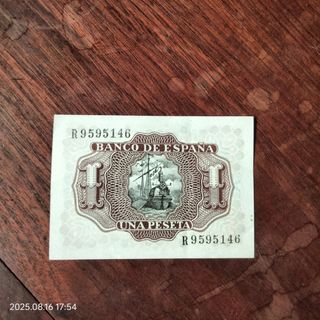 R9595146
BANCO DE ESPAÑA
1 1
UNA PESETA
R9595146
2025.08.16 17:54